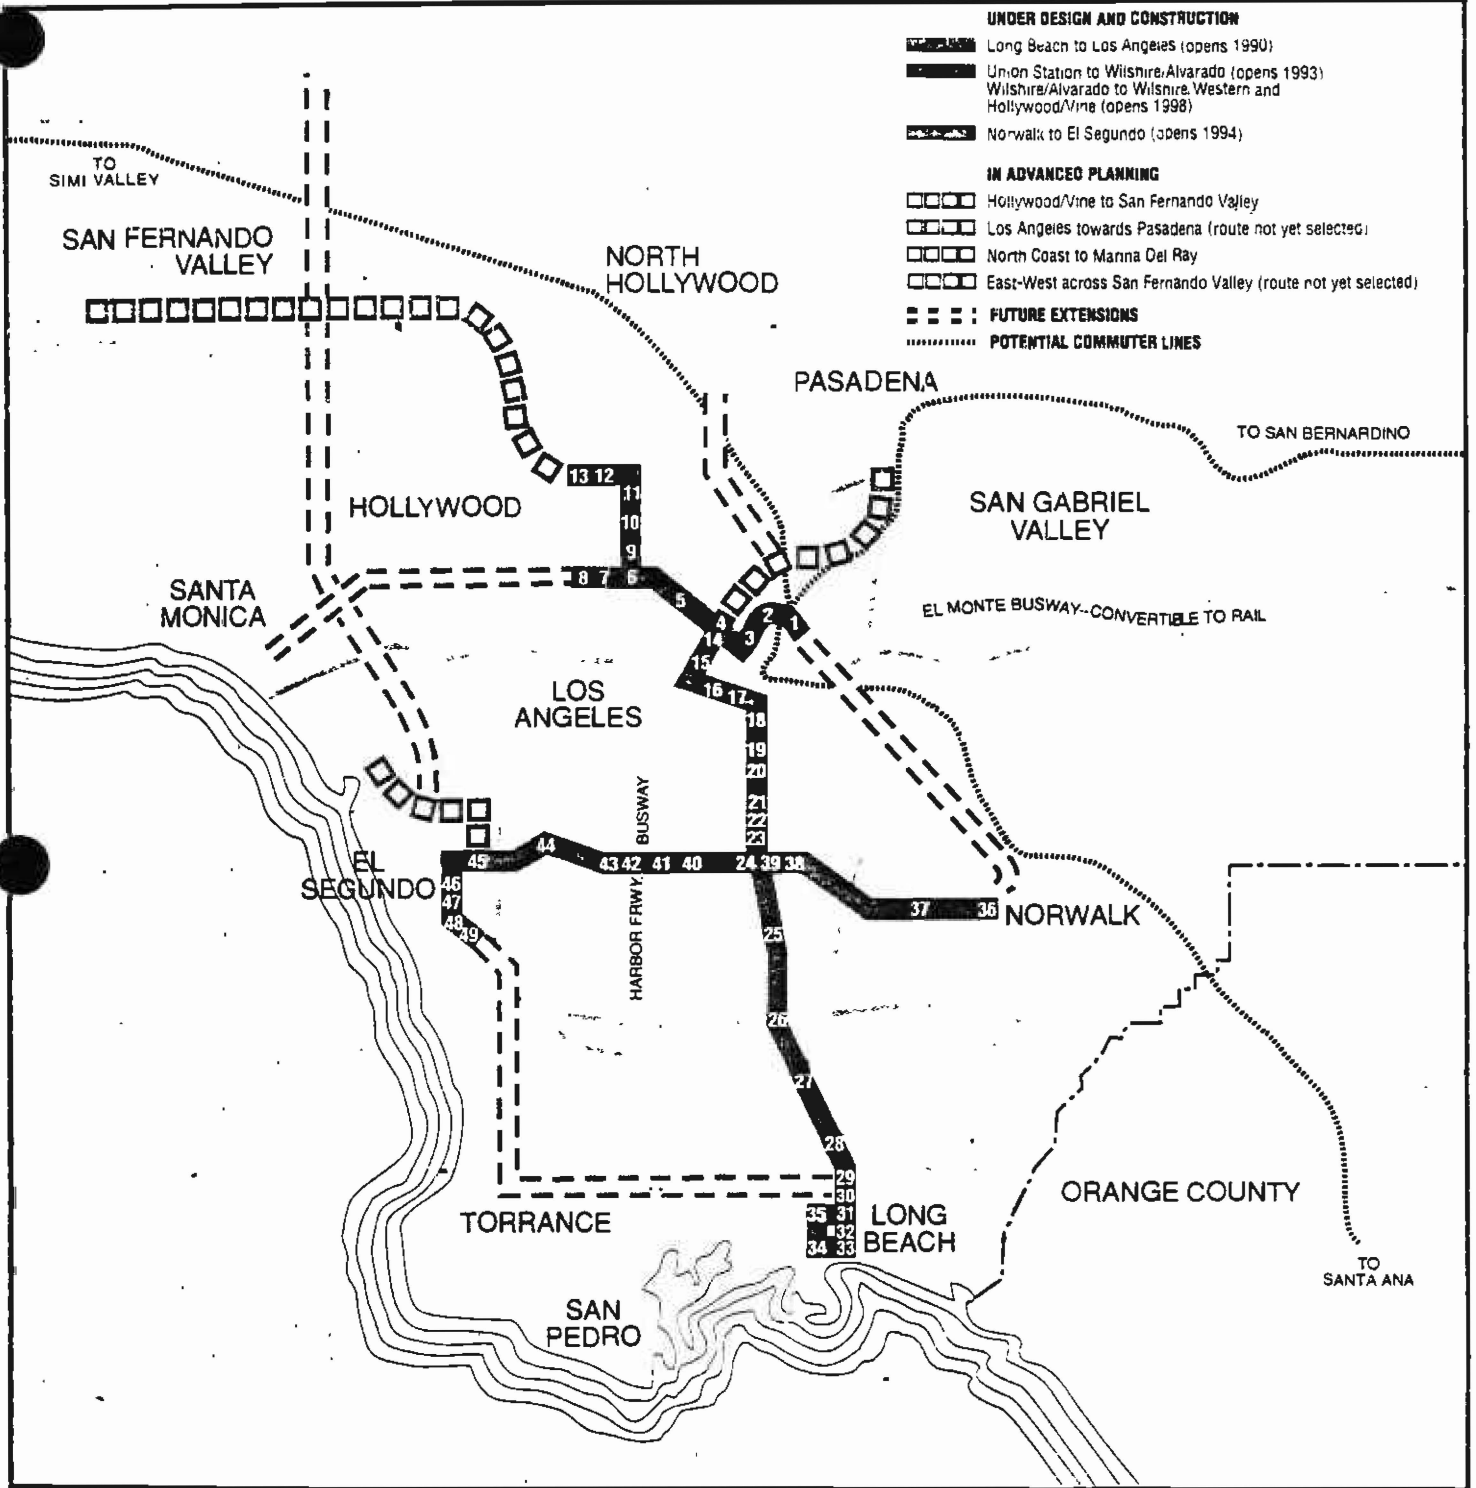 UNDER DESIGN AND CONSTRUCTION
Long Beach to Los Angeles (opens 1990)
Union Station to Wilshire/Alvarado (opens 1993)
Wilshire/Alvarado to Wilshire/Western and
Hollywood/Vine (opens 1998)
Norwalk to El Segundo (opens 1994)
IN ADVANCED PLANNING
Hollywood/Vine to San Fernando Valley
Los Angeles towards Pasadena (route not yet selected)
North Coast to Marina Del Ray
East-West across San Fernando Valley (route not yet selected)
FUTURE EXTENSIONS
POTENTIAL COMMUTER LINES
TO
SIMI VALLEY
SAN FERNANDO
VALLEY
NORTH
HOLLYWOOD
PASADENA
TO SAN BERNARDINO
SAN GABRIEL
VALLEY
HOLLYWOOD
13 12
11
10
9
8 7 6
5
4
3
2
1
SANTA
MONICA
EL MONTE BUSWAY--CONVERTIBLE TO RAIL
14
15
16 17
18
19
20
21
22
23
LOS
ANGELES
HARBOR FRWY. BUSWAY
EL
SEGUNDO
45
44
43 42 41 40 24 39 38
46
47
48
49
37 36
NORWALK
25
26
27
28
29
30
35 31
32
34 33
TORRANCE
LONG
BEACH
ORANGE COUNTY
SAN
PEDRO
TO
SANTA ANA